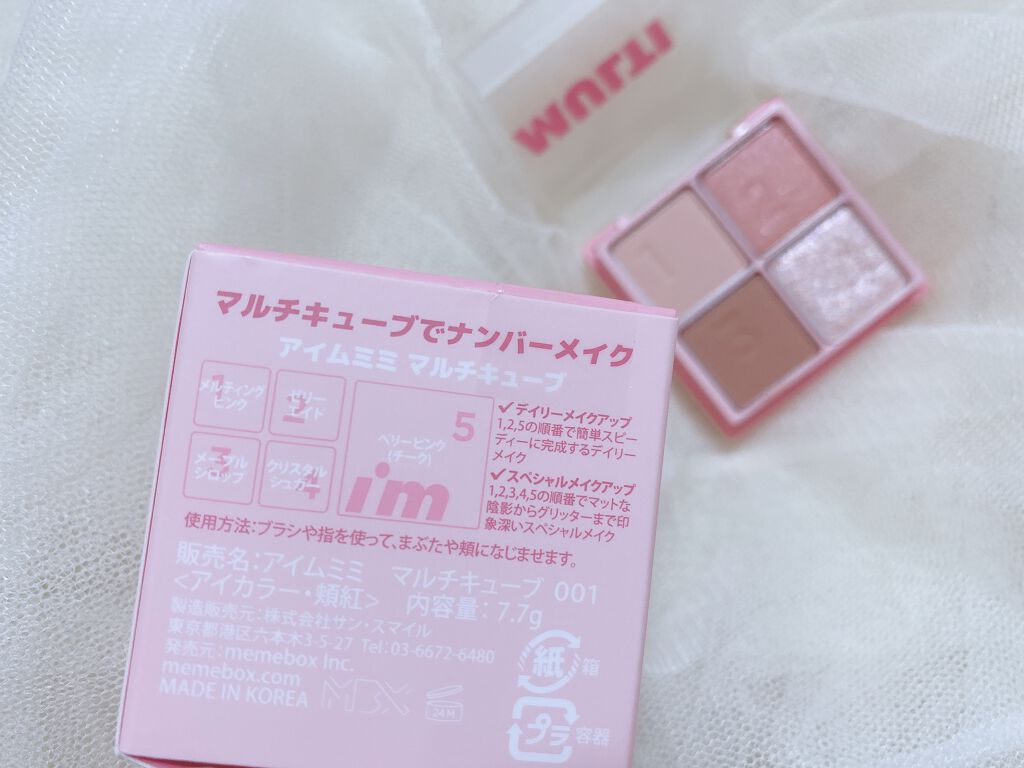 MULTI
1
2
3
マルチキューブでナンバーメイク
アイムミミ マルチキューブ
1
メルティング
ピンク
2
ゼリー
エイド
3
メープル
シロップ
4
クリスタル
シュガー
5
ベリーピンク
(チーク)
i'm
✓デイリーメイクアップ
1,2,5の順番で簡単スピー
ディーに完成するデイリー
メイク
✓スペシャルメイクアップ
1,2,3,4,5の順番でマットな
陰影からグリッターまで印
象深いスペシャルメイク
使用方法:ブラシや指を使って、まぶたや頬になじませます。
販売名:アイムミミ マルチキューブ 001
<アイカラー・頬紅> 内容量:7.7g
製造販売元:株式会社サン・スマイル
東京都港区六本木3-5-27 Tel:03-6672-6480
発売元:memebox Inc.
memebox.com
MADE IN KOREA
MBX
24M
紙 箱
プラ 容器